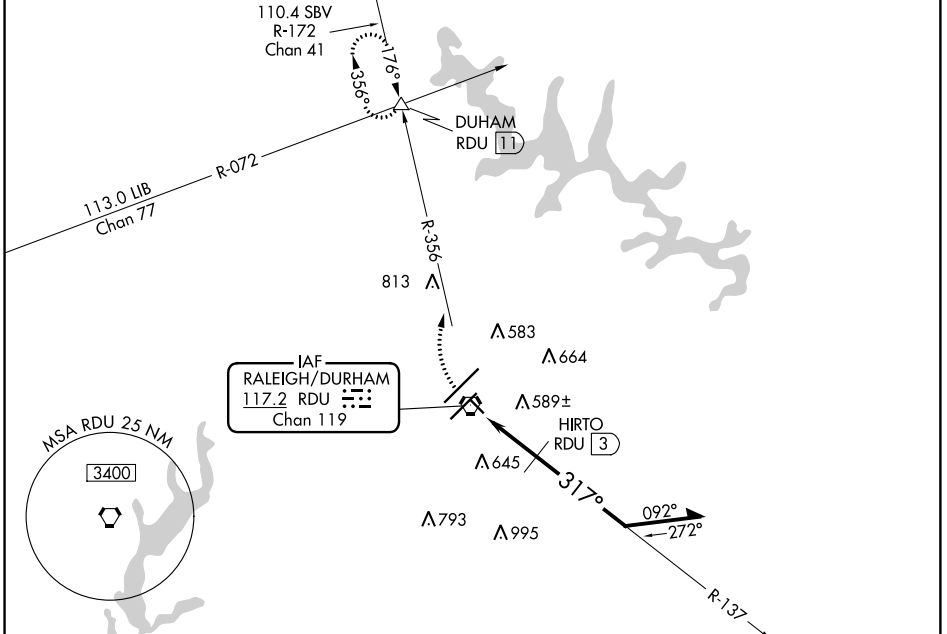 110.4 SBV
R-172
Chan 41
176°
356°
DUHAM
RDU 11
R-072
113.0 LIB
Chan 77
R-356
813
583
664
IAF
RALEIGH/DURHAM
117.2 RDU
Chan 119
589±
HIRTO
RDU 3
MSA RDU 25 NM
3400
645
317°
793
995
092°
272°
R-137